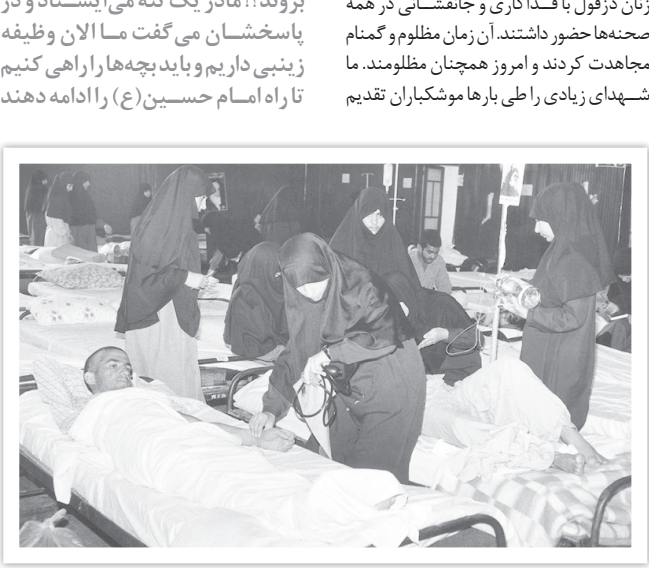 زنان دزفول با فداکاری و جانفشانی در همه
صحنه‌ها حضور داشتند. آن زمان مظلوم و گمنام
مجاهدت کردند و امروز همچنان مظلومند. ما
شهدای زیادی را طی بارها موشکباران تقدیم
بروند؟! مادر یک تنه می‌ایستاد و در
پاسخشان می‌گفت ما الان وظیفه
زینبی داریم و باید بچه‌ها را راهی کنیم
تا راه امام حسین(ع) را ادامه دهند